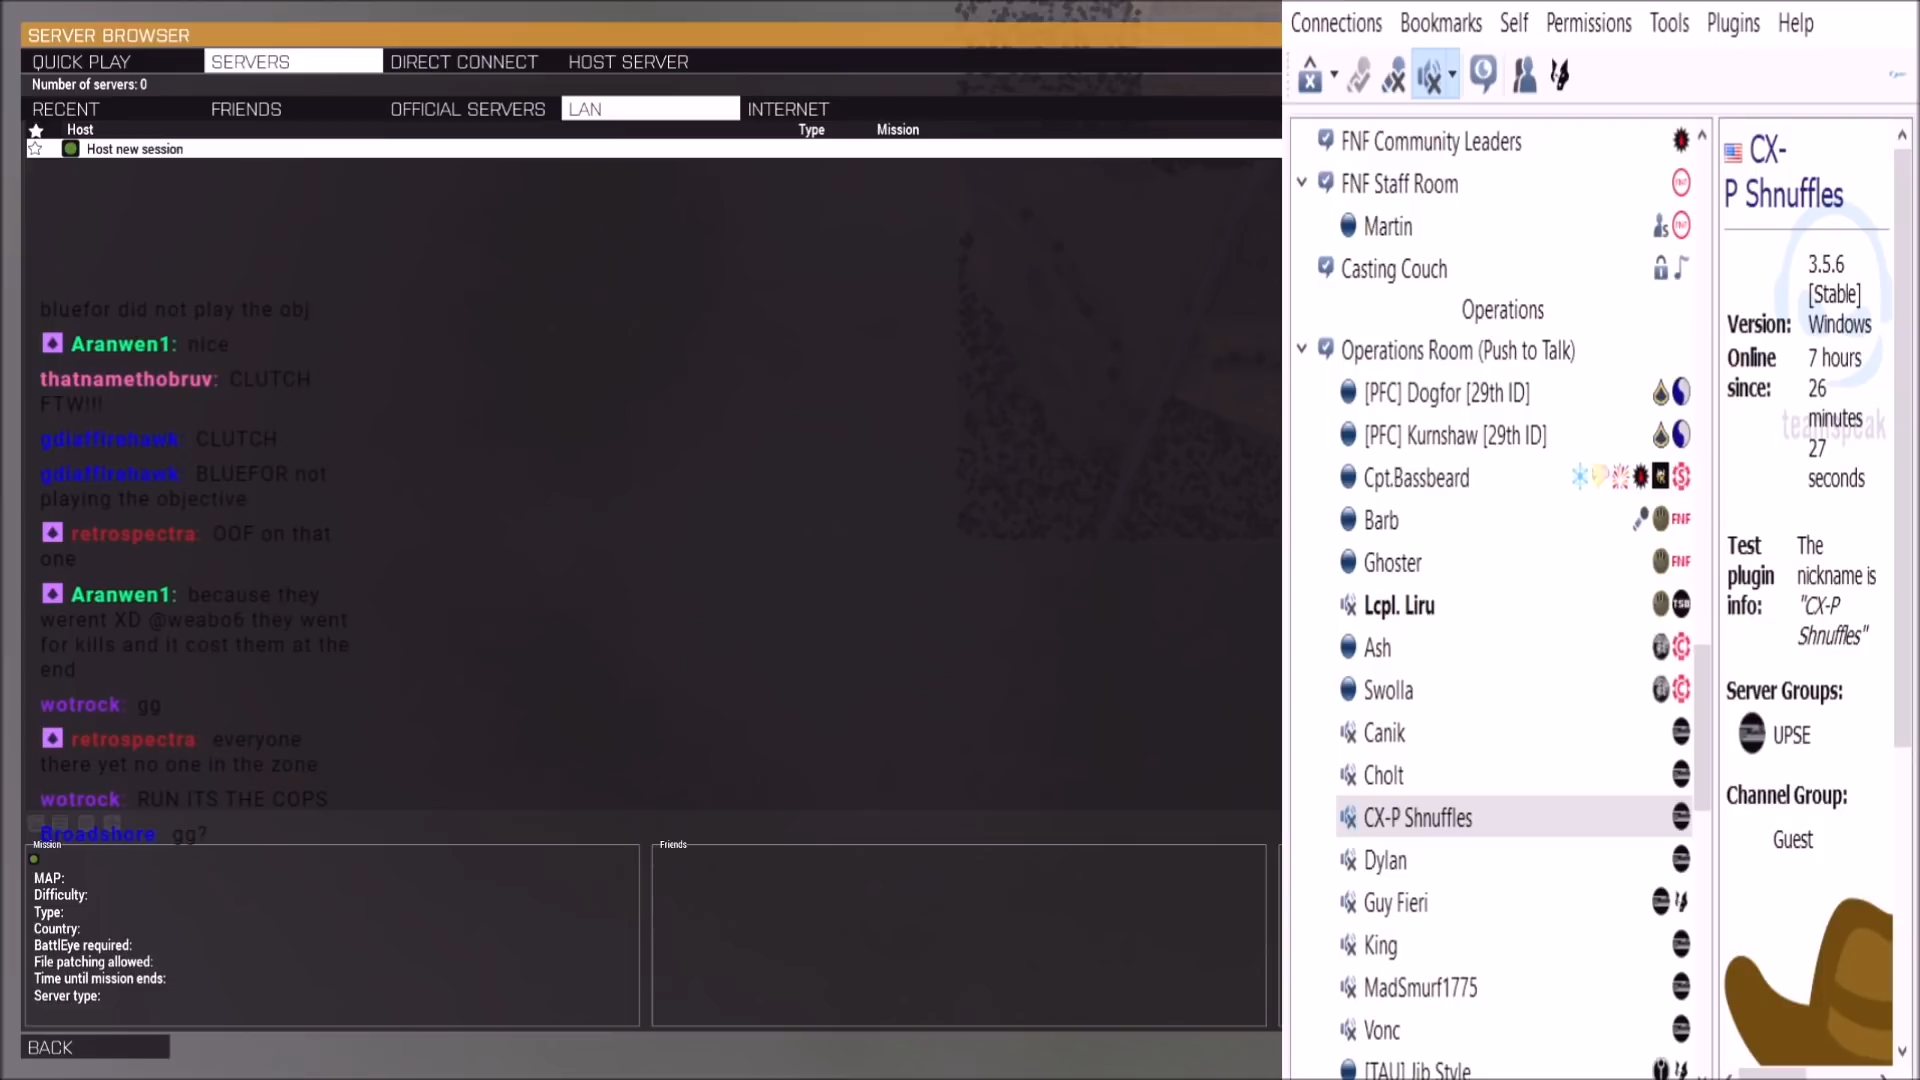 SERVER BROWSER
QUICK PLAY SERVERS DIRECT CONNECT HOST SERVER
Number of servers: 0
RECENT FRIENDS OFFICIAL SERVERS LAN INTERNET
Host Type Mission
Host new session
bluefor did not play the obj
Aranwen1: nice
thatnamethobruv: CLUTCH
FTW!!!
gdiaffirehawk: CLUTCH
gdiaffirehawk: BLUEFOR not
playing the objective
retrospectra: OOF on that
one
Aranwen1: because they
werent XD @weabo6 they went
for kills and it cost them at the
end
wotrock: gg
retrospectra: everyone
there yet no one in the zone
wotrock: RUN ITS THE COPS
Broadshore gg?
Mission
MAP:
Difficulty:
Type:
Country:
BattlEye required:
File patching allowed:
Time until mission ends:
Server type:
Friends
BACK
Connections Bookmarks Self Permissions Tools Plugins Help
FNF Community Leaders
FNF Staff Room
Martin
Casting Couch
Operations
Operations Room (Push to Talk)
[PFC] Dogfor [29th ID]
[PFC] Kurnshaw [29th ID]
Cpt.Bassbeard
Barb FNF
Ghoster FNF
Lcpl. Liru TSB
Ash
Swolla
Canik
Cholt
CX-P Shnuffles
Dylan
Guy Fieri
King
MadSmurf1775
Vonc
[TAU] Jib Style
CX-
P Shnuffles
3.5.6
[Stable]
Version: Windows
Online 7 hours
since: 26
minutes
27
seconds
teamspeak
Test The
plugin nickname is
info: "CX-P
Shnuffles"
Server Groups:
UPSE
Channel Group:
Guest